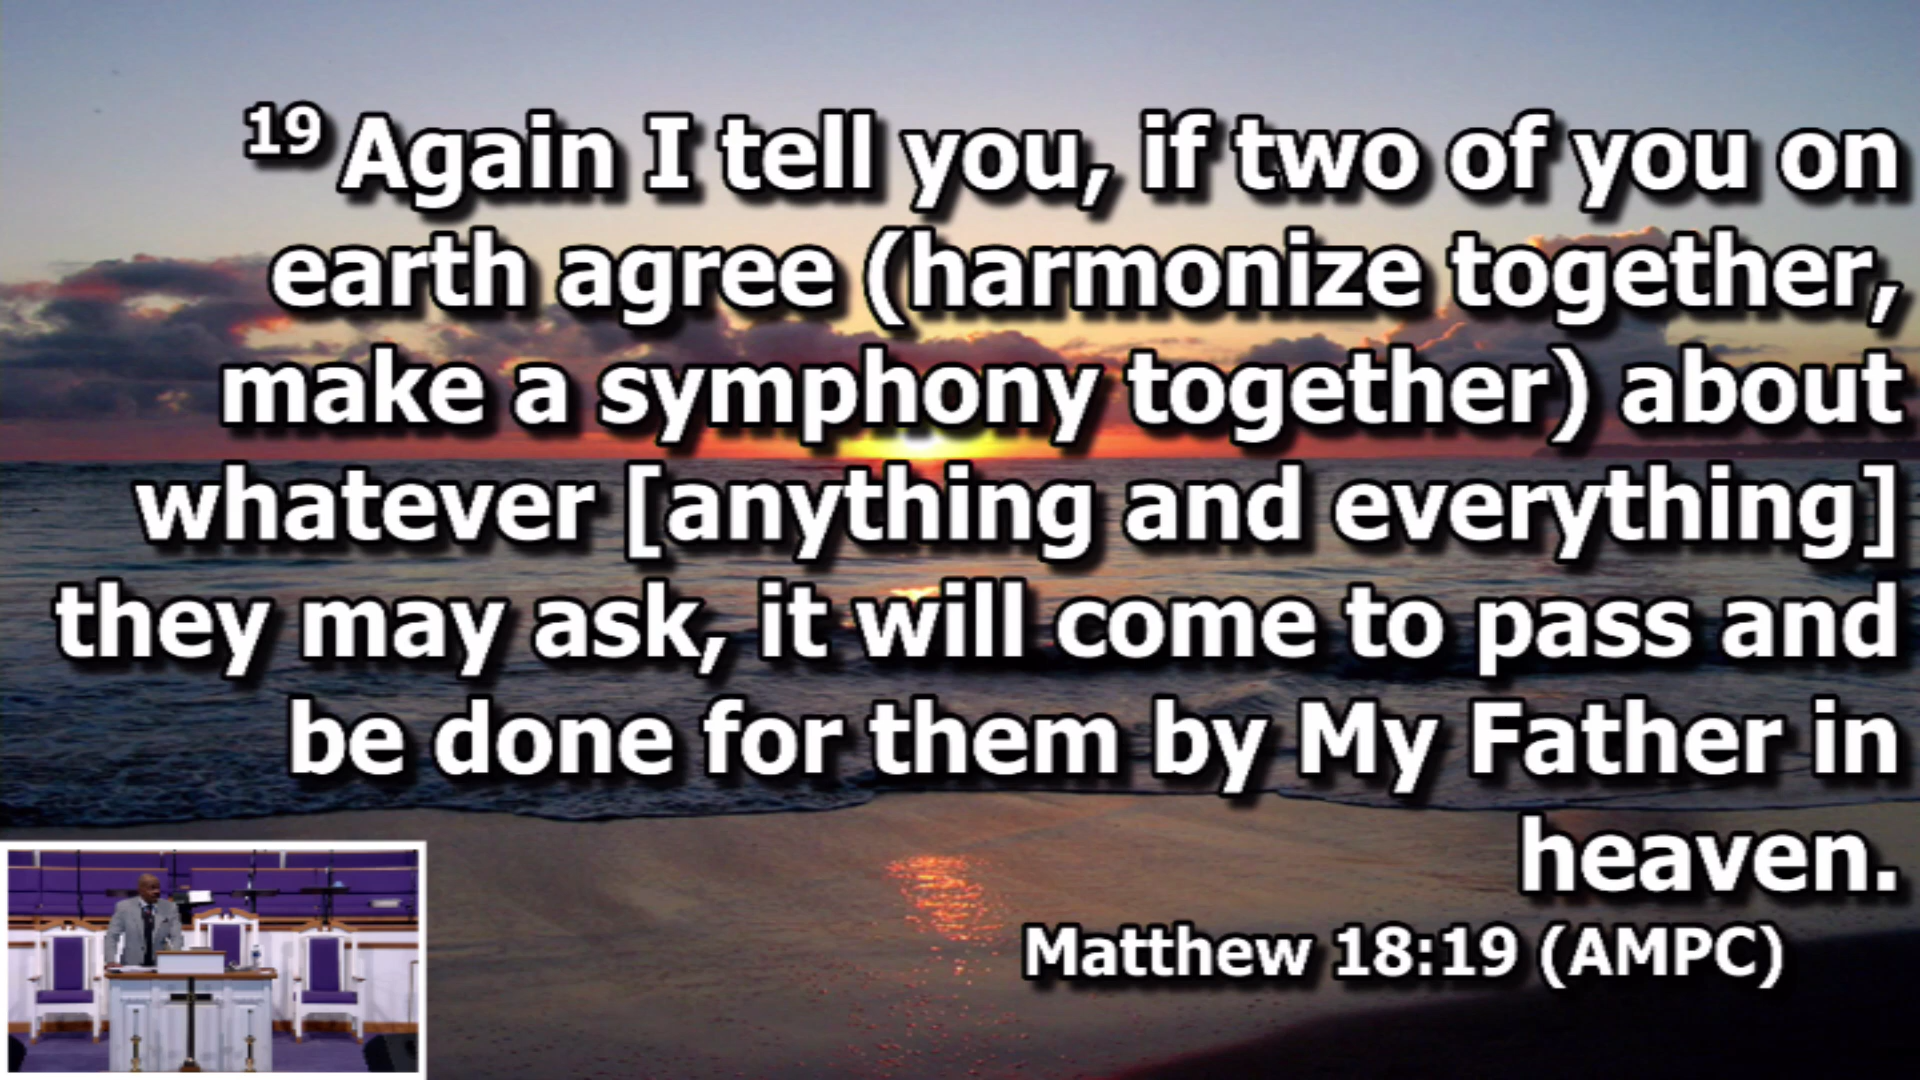 19 Again I tell you, if two of you on
earth agree (harmonize together,
make a symphony together) about
whatever [anything and everything]
they may ask, it will come to pass and
be done for them by My Father in
heaven.
Matthew 18:19 (AMPC)